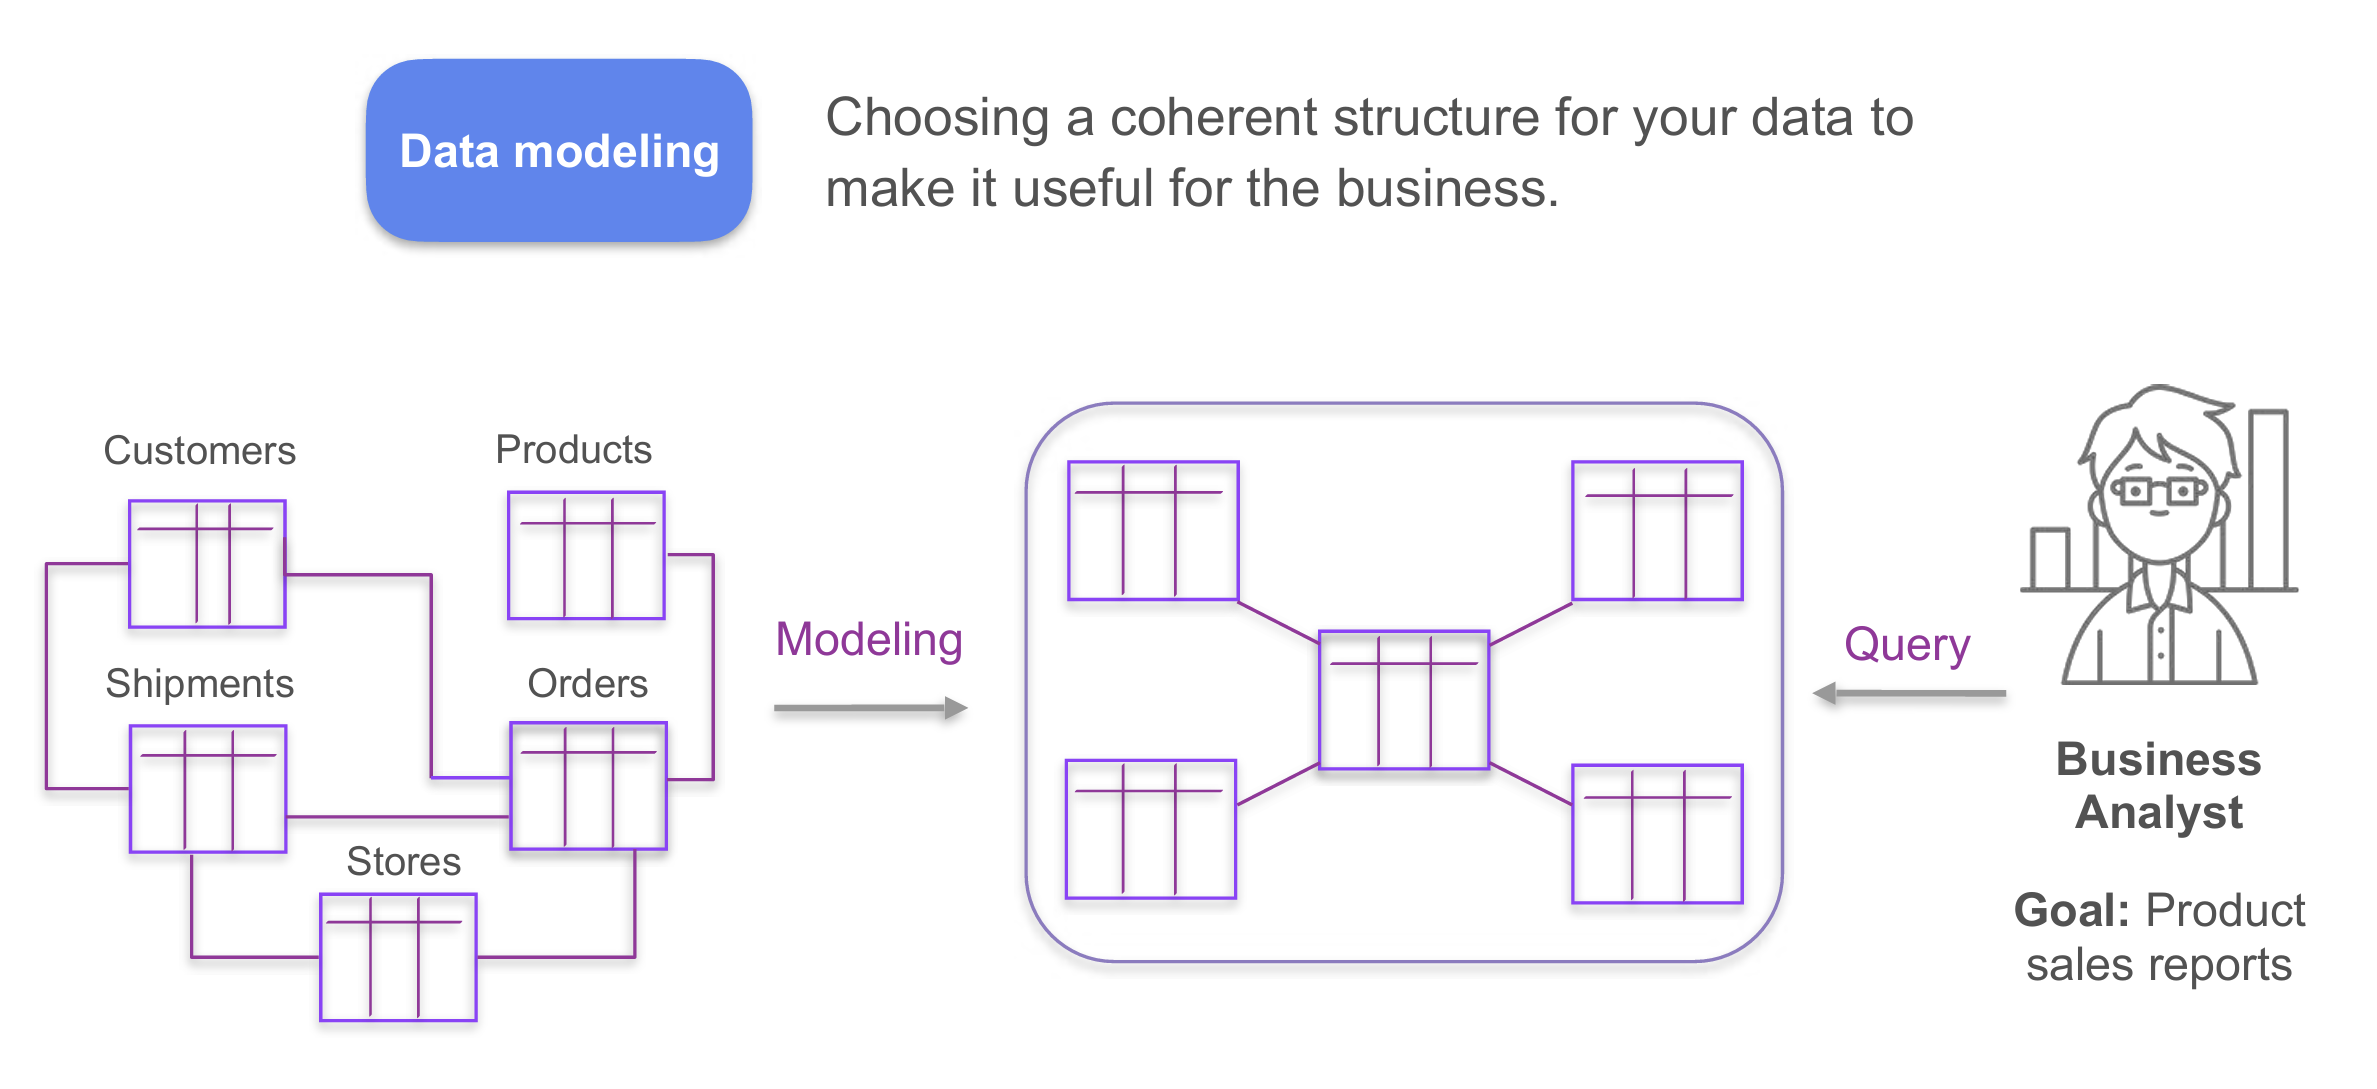 Data modeling
Choosing a coherent structure for your data to
make it useful for the business.
Customers
Products
Shipments
Orders
Stores
Modeling
Query
Business
Analyst
Goal: Product
sales reports